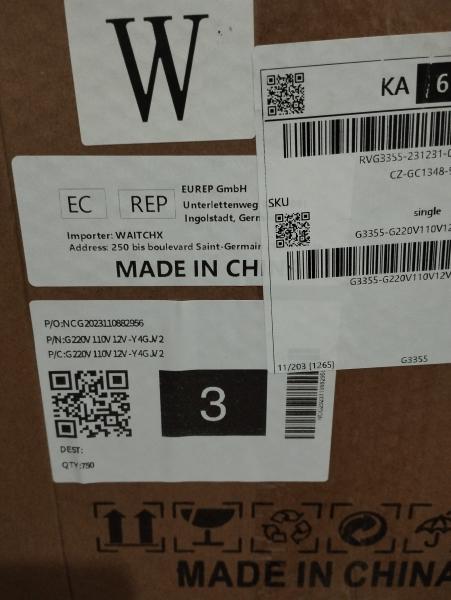 W
KA 6
RVG3355-231231-
CZ-GC1348-
SKU
single
G3355-G220V110V12
G3355-G220V110V12V
G3355
11/203 [1265]
EC REP
EUREP GmbH
Unterlettenweg
Ingolstadt, Germ
Importer: WAITCHX
Address: 250 bis boulevard Saint-Germain
MADE IN CHI
P/O:NCG2023110882956
P/N:G220V 110V 12V -Y4GJV2
P/C:G220V 110V 12V -Y4GJV2
3
DEST:
QTY:750
MADE IN CHINA